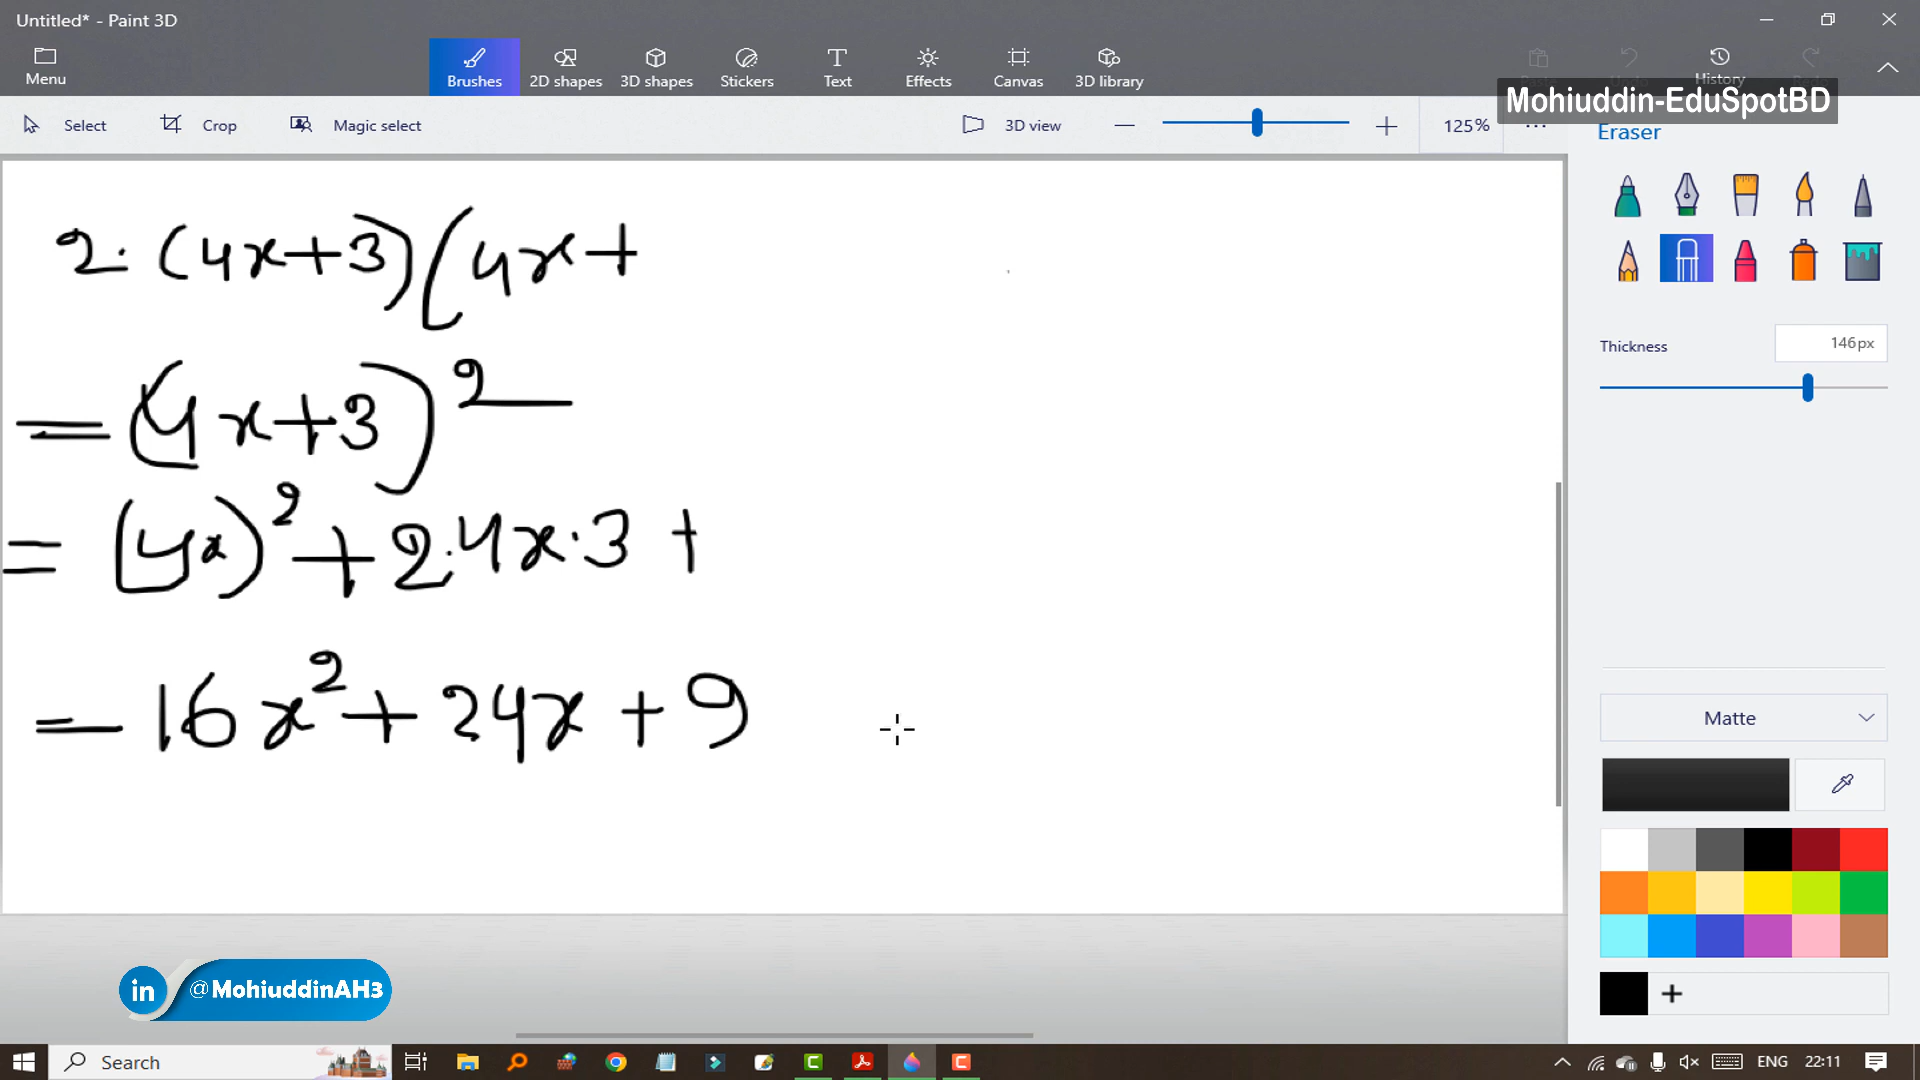 Untitled* - Paint 3D
Menu
Brushes
2D shapes
3D shapes
Stickers
Text
Effects
Canvas
3D library
History
Mohiuddin-EduSpotBD
Select
Crop
Magic select
3D view
125%
Eraser
2. (4x+3)(4x+
= (4x+3)²
= (4x)² + 2.4x.3 +
= 16x² + 24x + 9
Thickness
146px
Matte
in @MohiuddinAH3
Search
ENG
22:11